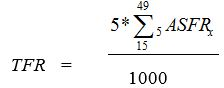 TFR = 5*∑₁₅⁴⁹ ₅ASFRₓ / 1000